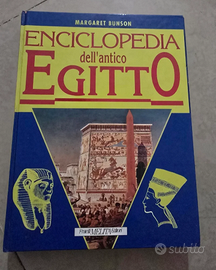 MARGARET BUNSON
ENCICLOPEDIA
dell'antico
EGITTO
subito